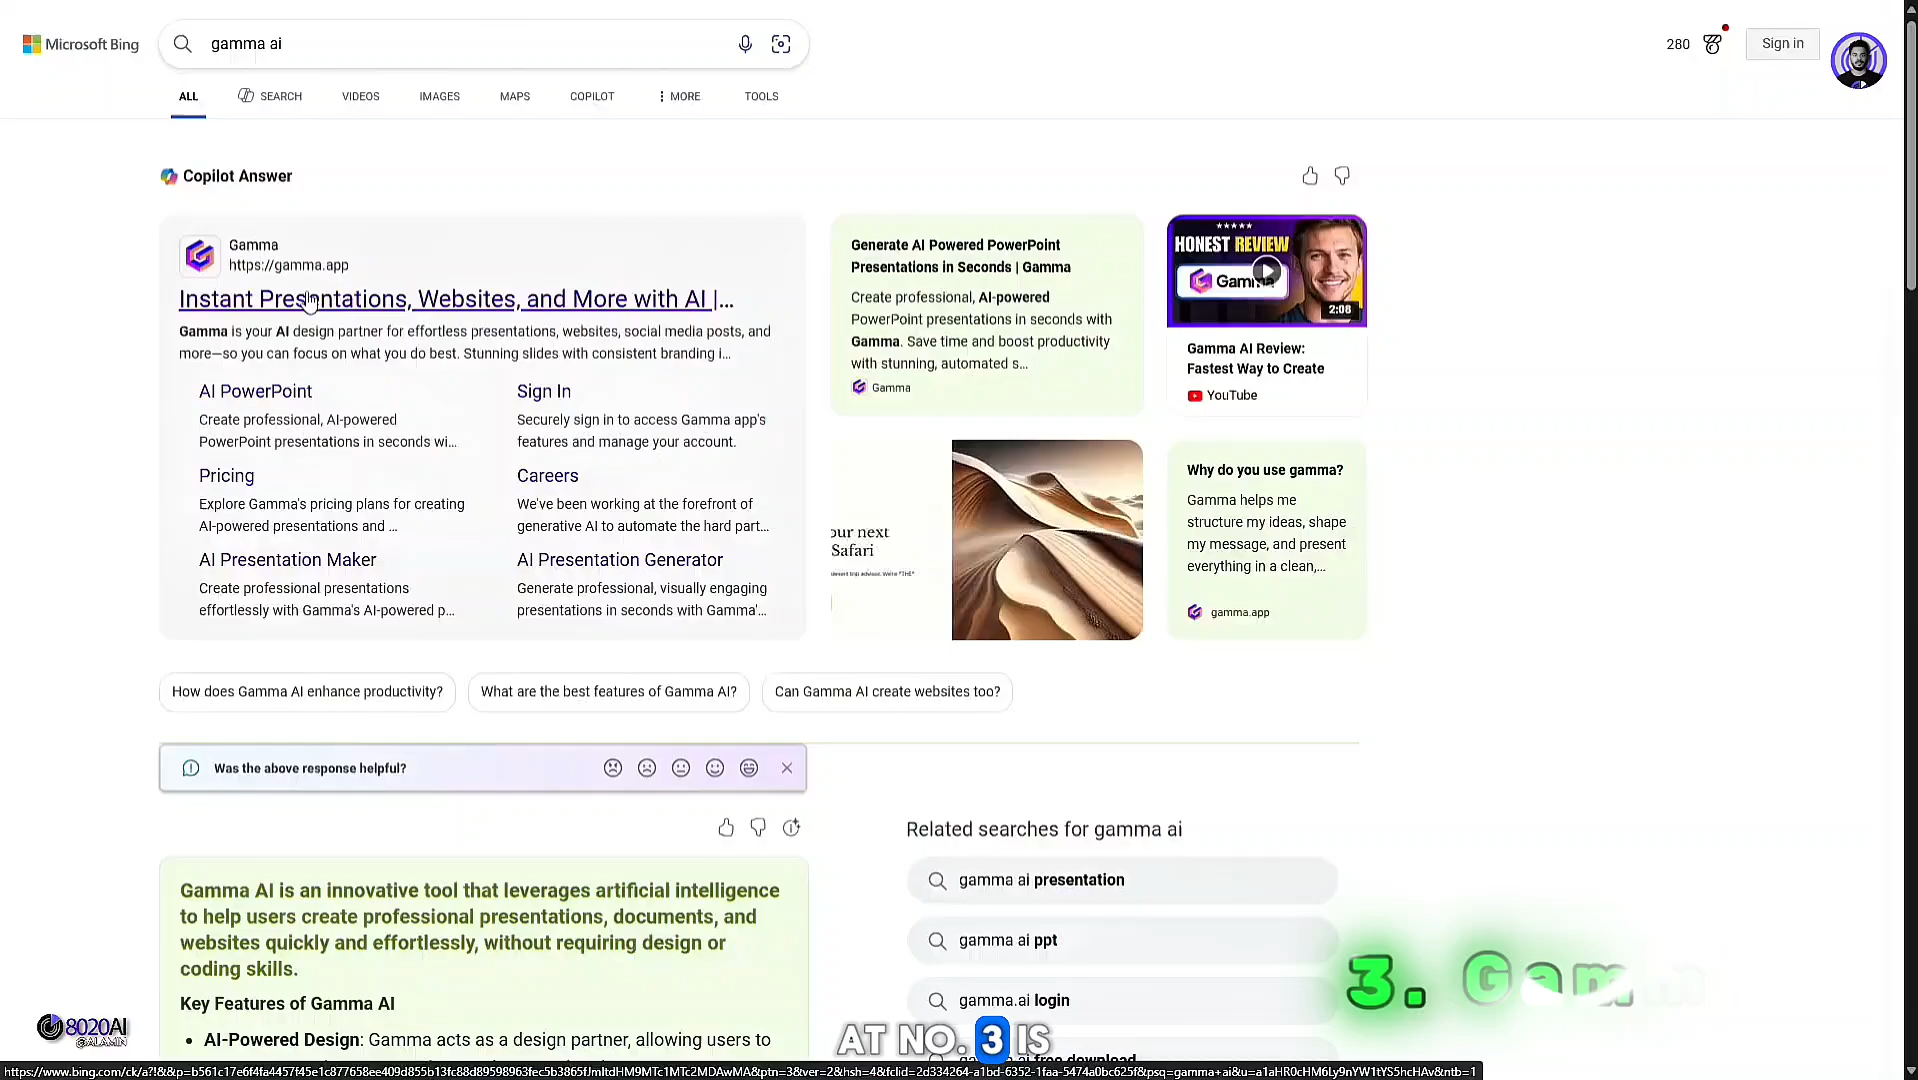 Microsoft Bing
gamma ai
280
Sign in
ALL
SEARCH
VIDEOS
IMAGES
MAPS
COPILOT
MORE
TOOLS
Copilot Answer
Gamma
https://gamma.app
Instant Presentations, Websites, and More with AI |...
Gamma is your AI design partner for effortless presentations, websites, social media posts, and
more—so you can focus on what you do best. Stunning slides with consistent branding i...
AI PowerPoint
Create professional, AI-powered
PowerPoint presentations in seconds wi...
Sign In
Securely sign in to access Gamma app's
features and manage your account.
Pricing
Explore Gamma's pricing plans for creating
AI-powered presentations and ...
Careers
We've been working at the forefront of
generative AI to automate the hard part...
AI Presentation Maker
Create professional presentations
effortlessly with Gamma's AI-powered p...
AI Presentation Generator
Generate professional, visually engaging
presentations in seconds with Gamma'...
Generate AI Powered PowerPoint
Presentations in Seconds | Gamma
Create professional, AI-powered
PowerPoint presentations in seconds with
Gamma. Save time and boost productivity
with stunning, automated s...
Gamma
HONEST REVIEW
Gamma
2:08
Gamma AI Review:
Fastest Way to Create
YouTube
our next
Safari
Why do you use gamma?
Gamma helps me
structure my ideas, shape
my message, and present
everything in a clean,...
gamma.app
How does Gamma AI enhance productivity?
What are the best features of Gamma AI?
Can Gamma AI create websites too?
Was the above response helpful?
Gamma AI is an innovative tool that leverages artificial intelligence
to help users create professional presentations, documents, and
websites quickly and effortlessly, without requiring design or
coding skills.
Key Features of Gamma AI
• AI-Powered Design: Gamma acts as a design partner, allowing users to
Related searches for gamma ai
gamma ai presentation
gamma ai ppt
gamma.ai login
gamma ai free download
3. Gamma
8020AI
@ALAMIN
AT NO. 3 IS